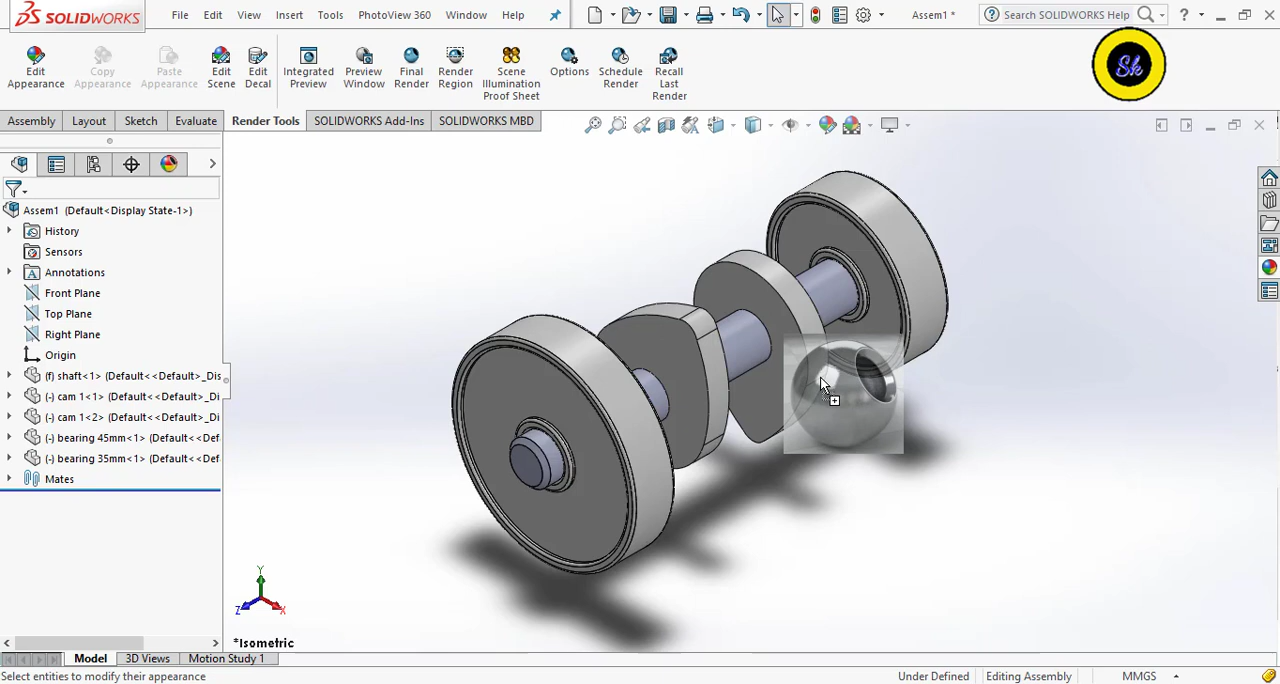 SOLIDWORKS File Edit View Insert Tools PhotoView 360 Window Help Assem1 * Search SOLIDWORKS Help ?
Edit Appearance Copy Appearance Paste Appearance Edit Scene Edit Decal Integrated Preview Preview Window Final Render Render Region Scene Illumination Proof Sheet Options Schedule Render Recall Last Render
Sk
Assembly Layout Sketch Evaluate Render Tools SOLIDWORKS Add-Ins SOLIDWORKS MBD
Assem1 (Default<Display State-1>)
History
Sensors
Annotations
Front Plane
Top Plane
Right Plane
Origin
(f) shaft<1> (Default<<Default>_Dis
(-) cam 1<1> (Default<<Default>_Di
(-) cam 1<2> (Default<<Default>_Di
(-) bearing 45mm<1> (Default<<Def
(-) bearing 35mm<1> (Default<<Def
Mates
Y
Z X
*Isometric
Model 3D Views Motion Study 1
Select entities to modify their appearance Under Defined Editing Assembly MMGS